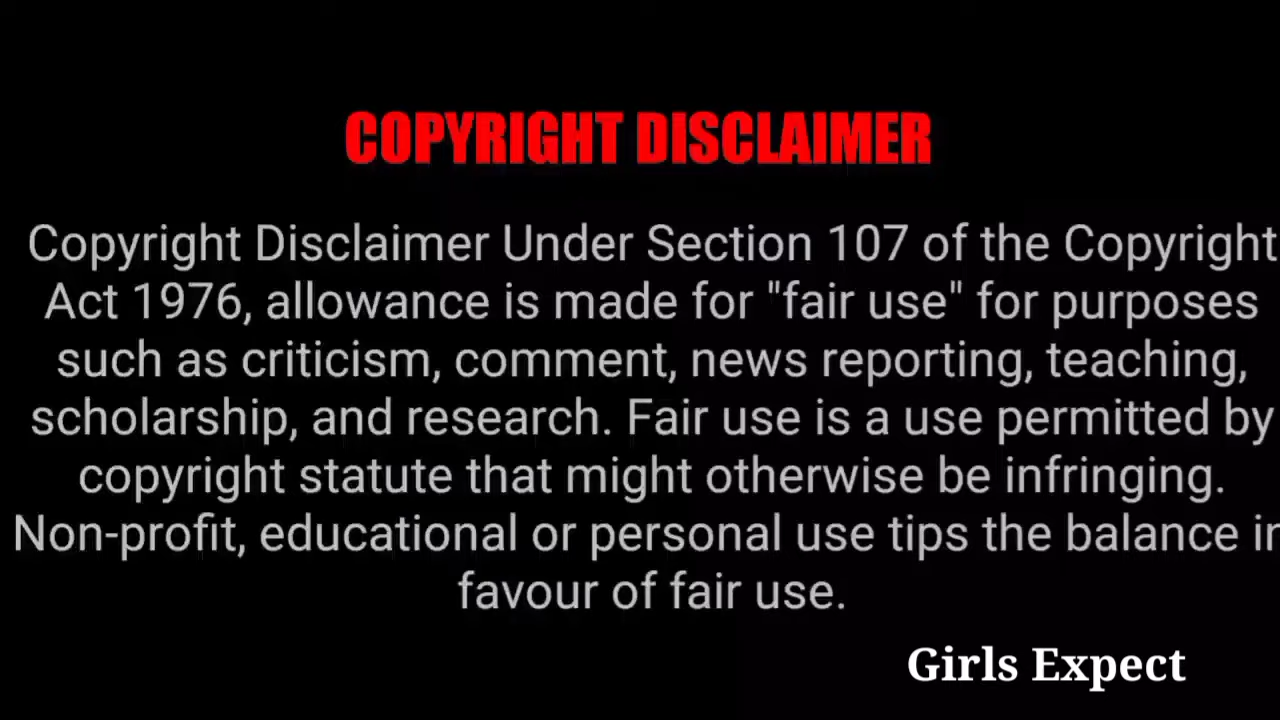 COPYRIGHT DISCLAIMER
Copyright Disclaimer Under Section 107 of the Copyright
Act 1976, allowance is made for "fair use" for purposes
such as criticism, comment, news reporting, teaching,
scholarship, and research. Fair use is a use permitted by
copyright statute that might otherwise be infringing.
Non-profit, educational or personal use tips the balance in
favour of fair use.
Girls Expect